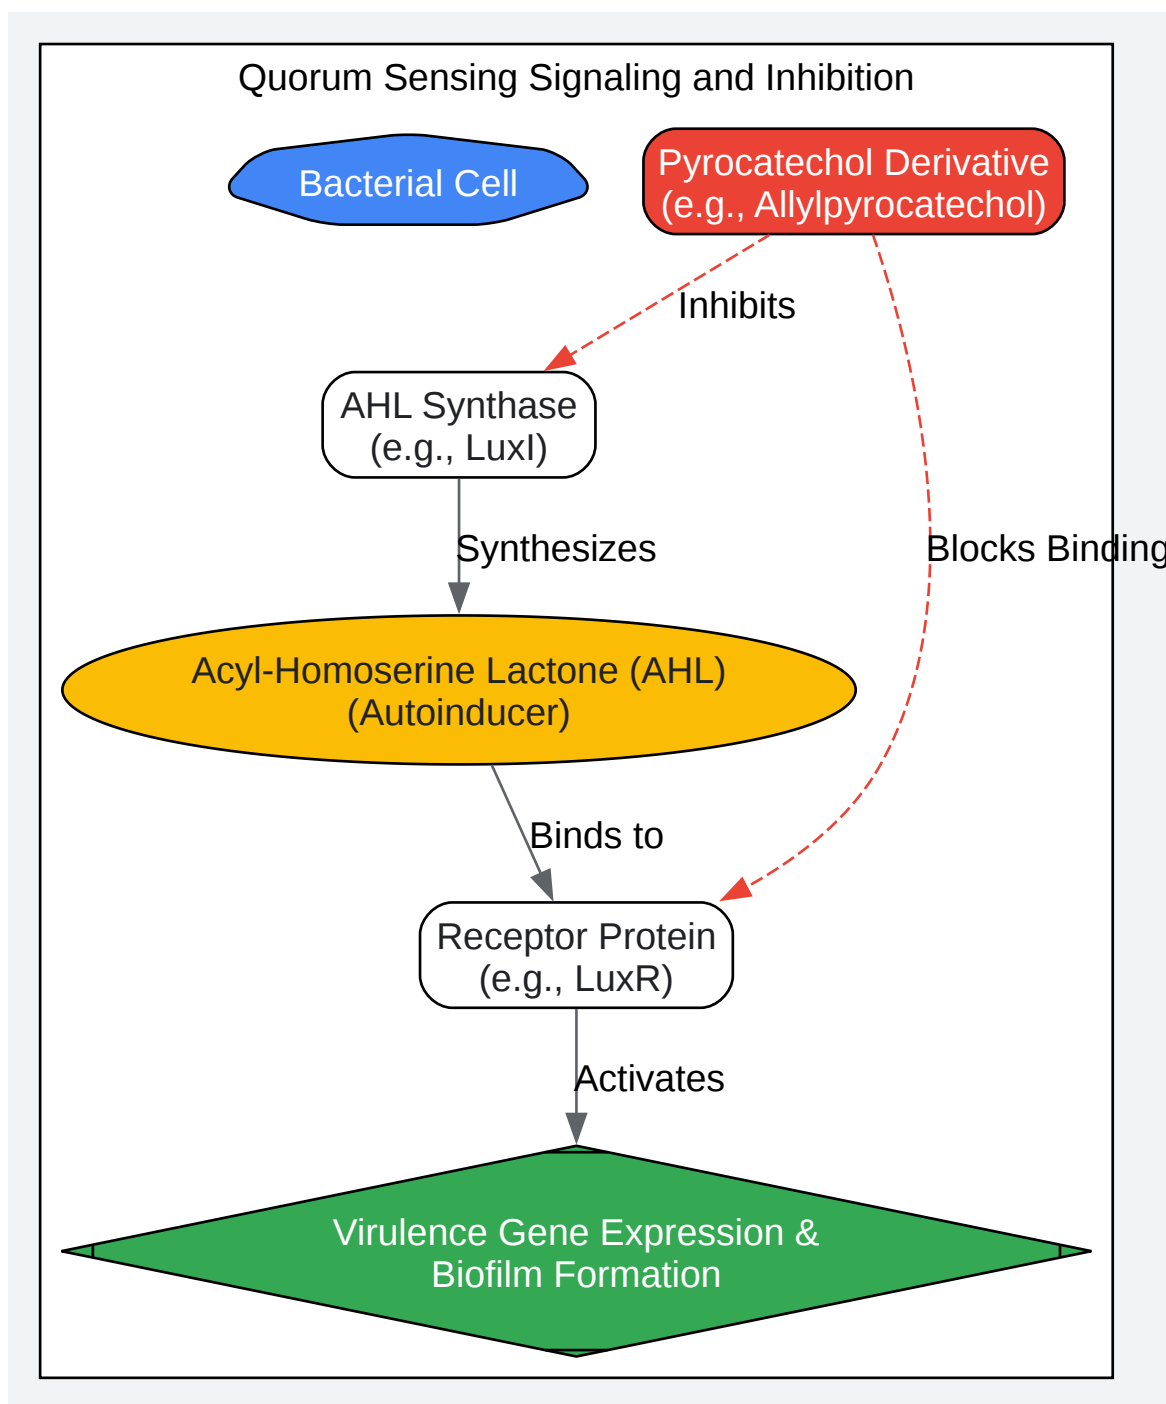 Quorum Sensing Signaling and Inhibition
Bacterial Cell
Pyrocatechol Derivative
(e.g., Allylpyrocatechol)
Inhibits
AHL Synthase
(e.g., LuxI)
Synthesizes
Blocks Binding
Acyl-Homoserine Lactone (AHL)
(Autoinducer)
Binds to
Receptor Protein
(e.g., LuxR)
Activates
Virulence Gene Expression &
Biofilm Formation